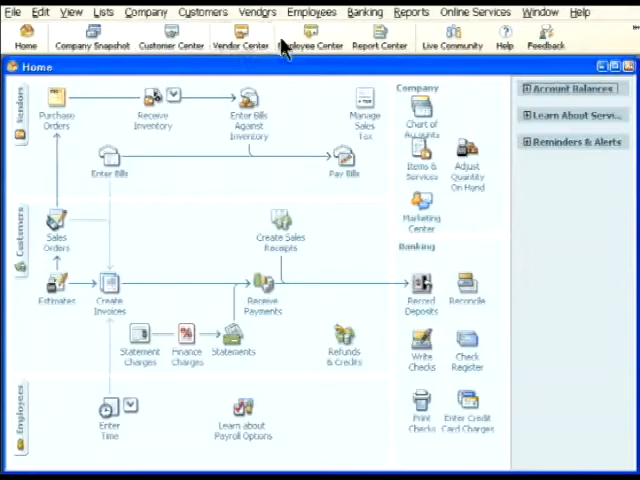 File Edit View Lists Company Customers Vendors Employees Banking Reports Online Services Window Help
Home Company Snapshot Customer Center Vendor Center Employee Center Report Center Live Community Help Feedback
Home
Vendors
Purchase Orders
Receive Inventory
Enter Bills Against Inventory
Manage Sales Tax
Enter Bills
Pay Bills
Customers
Sales Orders
Create Sales Receipts
Estimates
Create Invoices
Receive Payments
Statement Charges
Finance Charges
Statements
Refunds & Credits
Employees
Enter Time
Learn about Payroll Options
Company
Chart of Accounts
Items & Services
Adjust Quantity On Hand
Marketing Center
Banking
Record Deposits
Reconcile
Write Checks
Check Register
Print Checks
Enter Credit Card Charges
Account Balances
Learn About Servi...
Reminders & Alerts